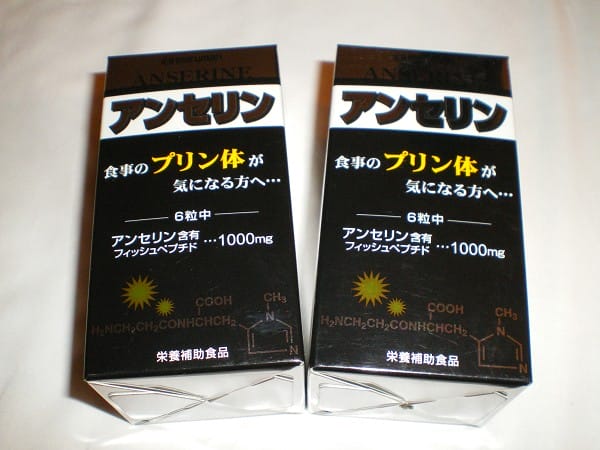 ANSERINE
アンセリン
食事のプリン体が
気になる方へ…
6粒中
アンセリン含有
フィッシュペプチド …1000mg
COOH
CH3
N
H2NCH2CH2CONHCHCH2
N
栄養補助食品
ANSERINE
アンセリン
食事のプリン体が
気になる方へ…
6粒中
アンセリン含有
フィッシュペプチド …1000mg
COOH
CH3
N
H2NCH2CH2CONHCHCH2
N
栄養補助食品